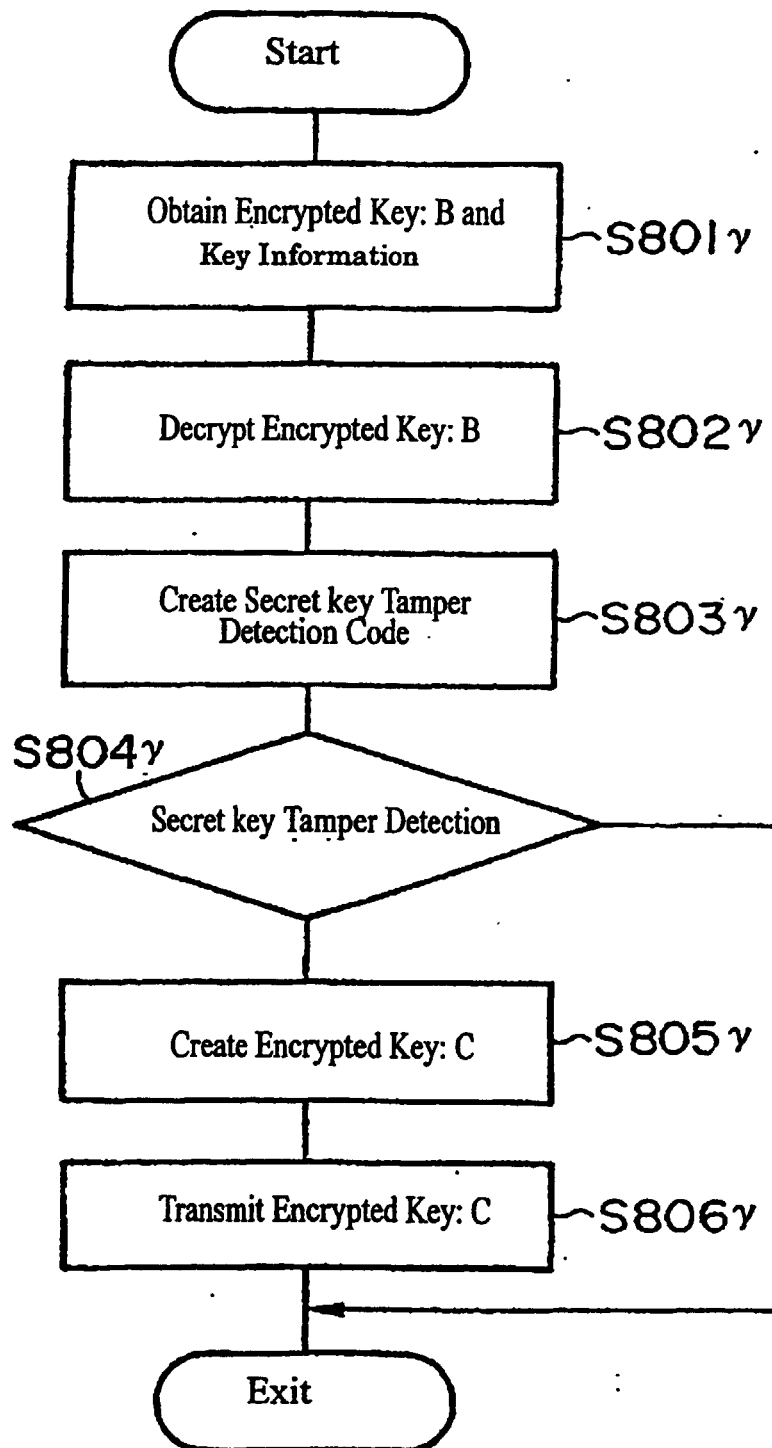 Start
Obtain Encrypted Key: B and
Key Information
S801γ
Decrypt Encrypted Key: B
S802γ
Create Secret key Tamper
Detection Code
S803γ
S804γ
Secret key Tamper Detection
Create Encrypted Key: C
S805γ
Transmit Encrypted Key: C
S806γ
Exit